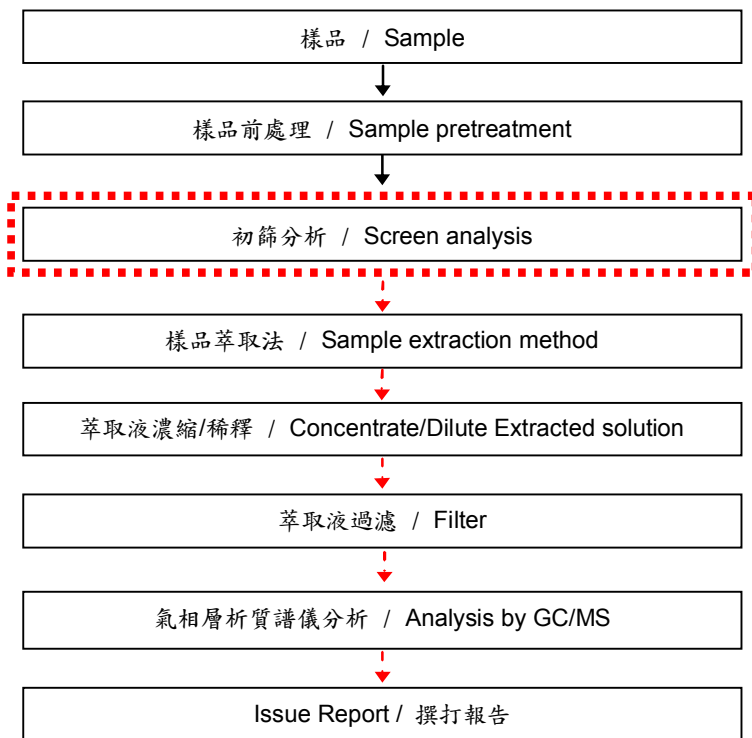 樣品 / Sample
樣品前處理 / Sample pretreatment
初篩分析 / Screen analysis
樣品萃取法 / Sample extraction method
萃取液濃縮/稀釋 / Concentrate/Dilute Extracted solution
萃取液過濾 / Filter
氣相層析質譜儀分析 / Analysis by GC/MS
Issue Report / 撰打報告